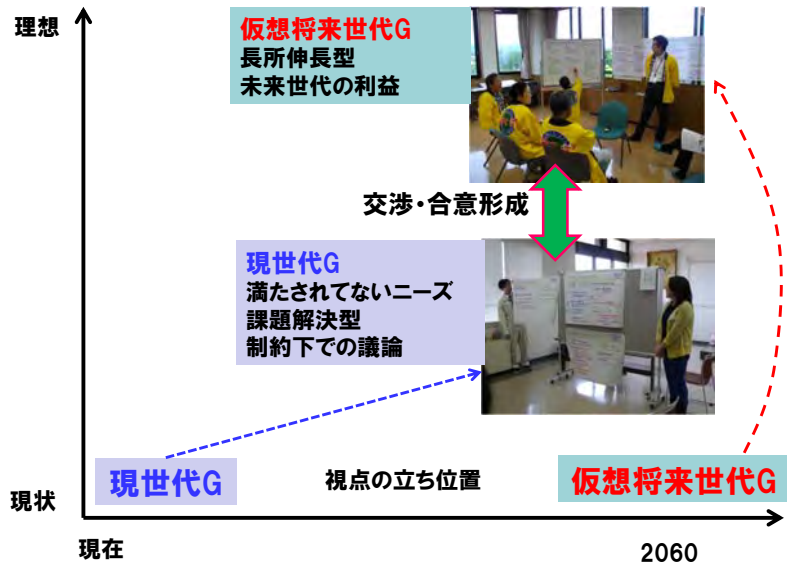 理想
仮想将来世代G
長所伸長型
未来世代の利益
交渉・合意形成
現世代G
満たされてないニーズ
課題解決型
制約下での議論
現世代G
視点の立ち位置
仮想将来世代G
現状
現在
2060